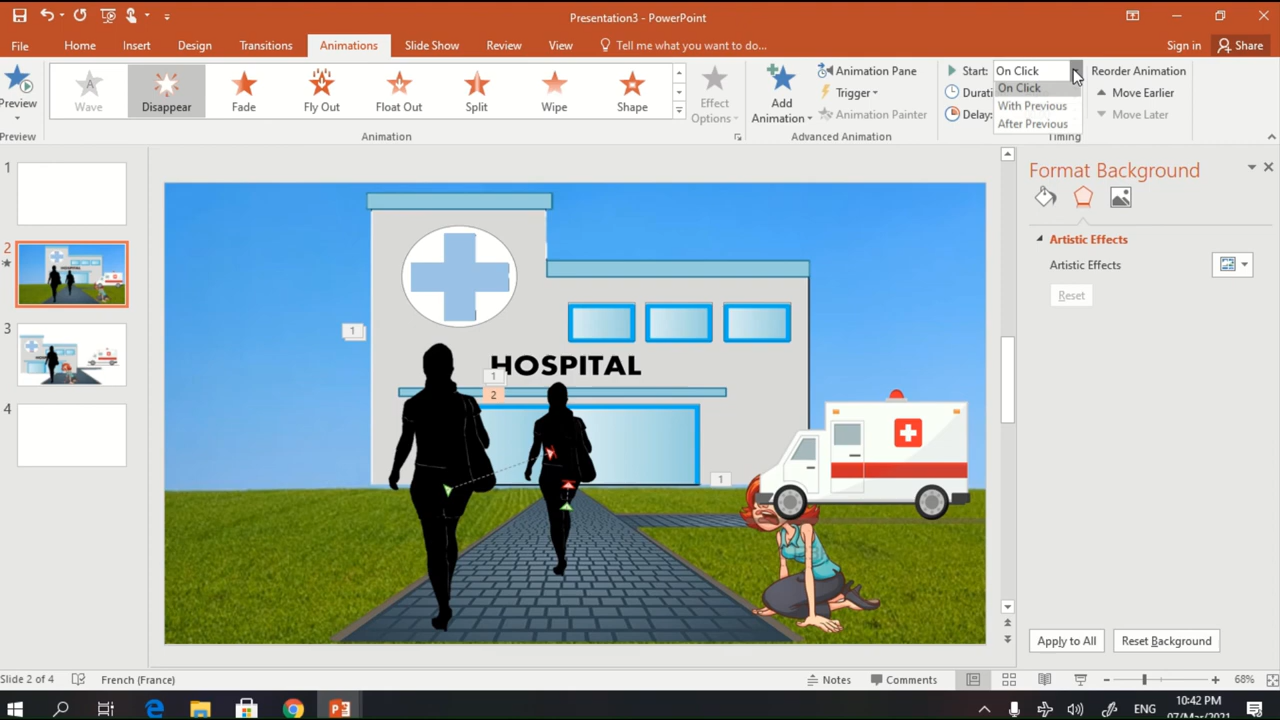 Presentation3 - PowerPoint
File Home Insert Design Transitions Animations Slide Show Review View Tell me what you want to do... Sign in Share
Preview
Wave Disappear Fade Fly Out Float Out Split Wipe Shape
Effect Options
Add Animation
Animation Pane
Trigger
Animation Painter
Start: On Click
On Click
With Previous
After Previous
Delay:
Reorder Animation
Move Earlier
Move Later
Preview Animation Advanced Animation Timing
1
2
3
4
1
1
2
1
HOSPITAL
Format Background
Artistic Effects
Artistic Effects
Reset
Apply to All Reset Background
Slide 2 of 4 French (France) Notes Comments 68%
ENG
10:42 PM
07/Mar/2021